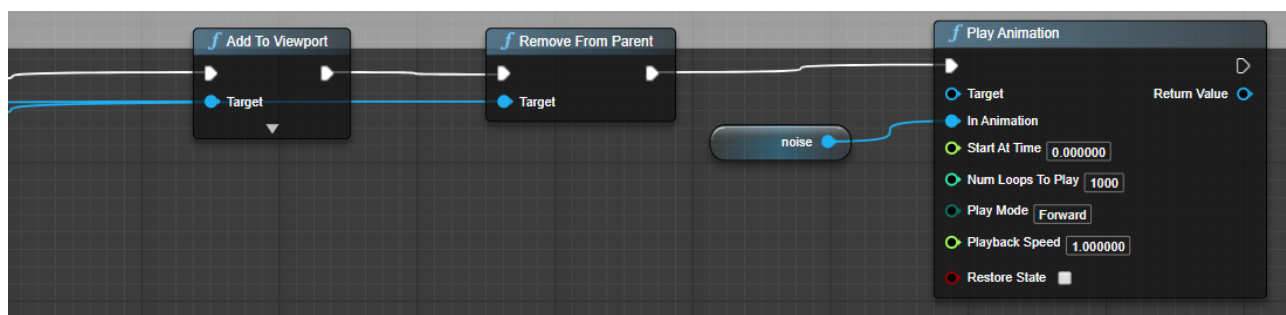 Add To Viewport
Target
Remove From Parent
Target
noise
Play Animation
Target Return Value
In Animation
Start At Time 0.000000
Num Loops To Play 1000
Play Mode Forward
Playback Speed 1.000000
Restore State